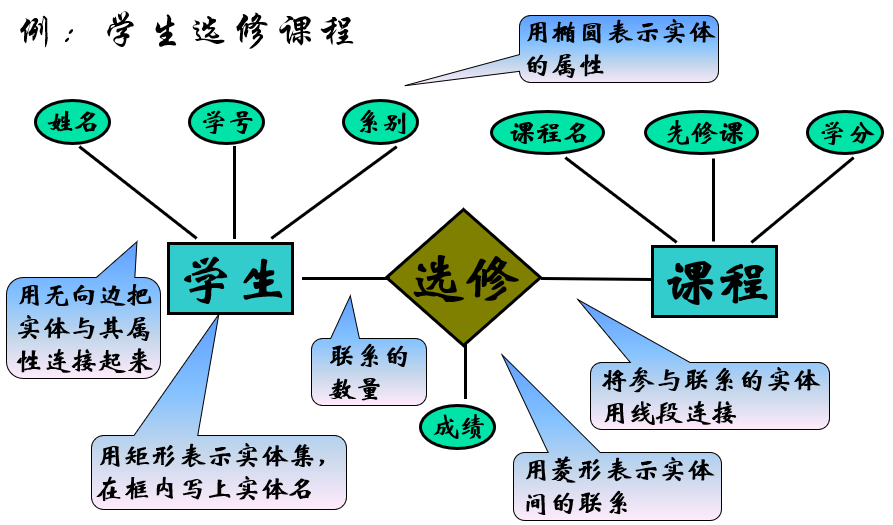 例：学生选修课程
用椭圆表示实体
的属性
姓名
学号
系别
课程名
先修课
学分
学生
选修
课程
用无向边把
实体与其属
性连接起来
联系的
数量
将参与联系的实体
用线段连接
成绩
用矩形表示实体集，
在框内写上实体名
用菱形表示实体
间的联系